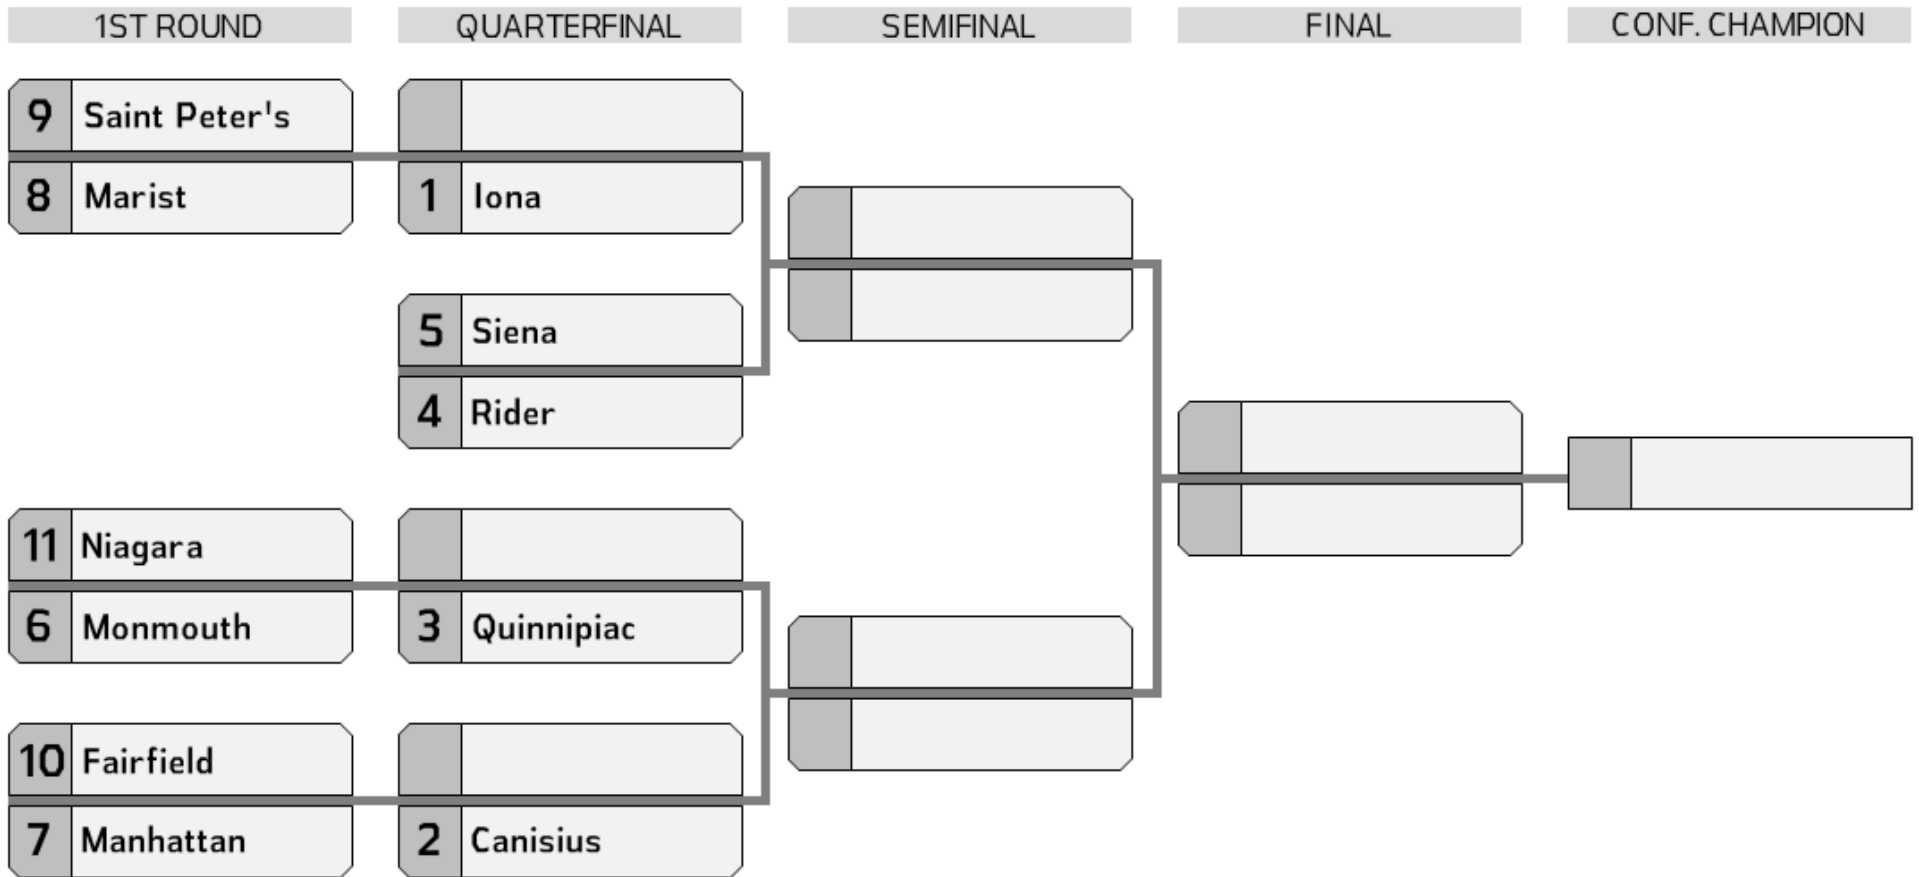 1ST ROUND QUARTERFINAL SEMIFINAL FINAL CONF. CHAMPION
9 Saint Peter's
8 Marist
1 Iona
5 Siena
4 Rider
11 Niagara
6 Monmouth
3 Quinnipiac
10 Fairfield
7 Manhattan
2 Canisius